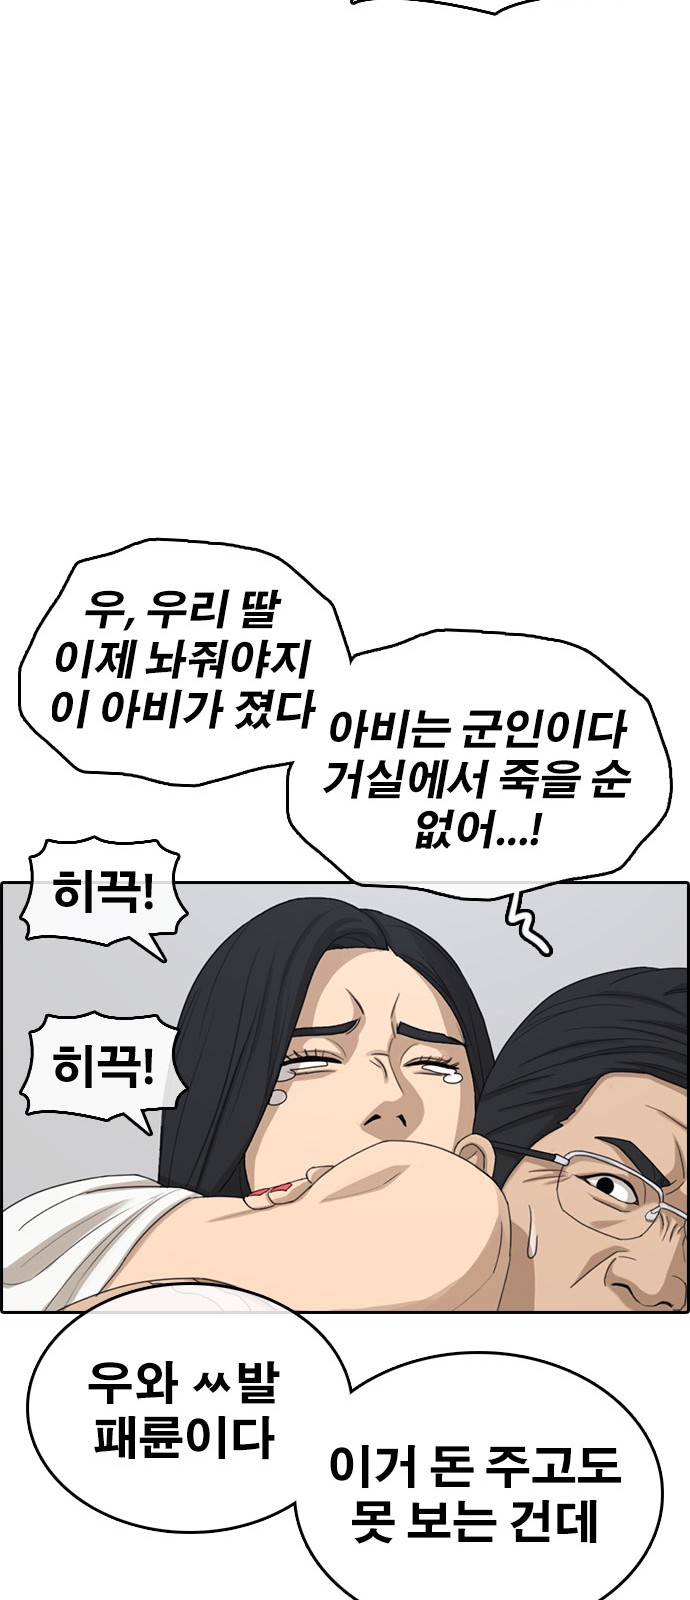 우, 우리 딸
이제 놔줘야지
이 아비가 졌다
아비는 군인이다
거실에서 죽을 순
없어...!
히끅!
히끅!
우와 ㅆ발
패륜이다
이거 돈 주고도
못 보는 건데